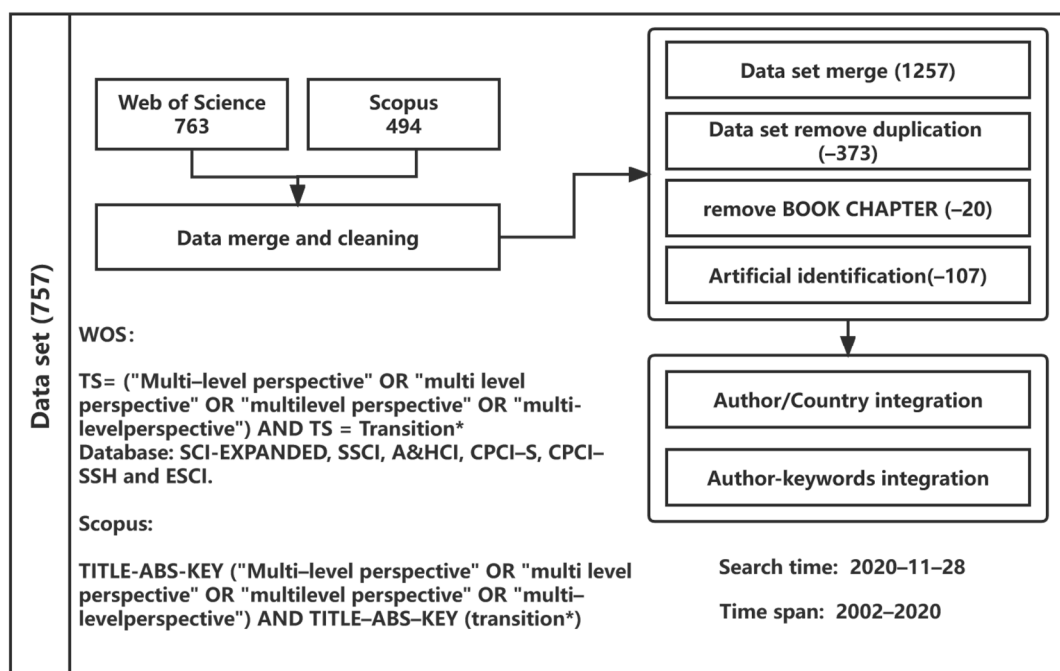 Data set (757)
Web of Science
763
Scopus
494
Data merge and cleaning
Data set merge (1257)
Data set remove duplication
(–373)
remove BOOK CHAPTER (–20)
Artificial identification(–107)
Author/Country integration
Author-keywords integration
WOS:
TS= ("Multi–level perspective" OR "multi level
perspective" OR "multilevel perspective" OR "multi-
levelperspective") AND TS = Transition*
Database: SCI-EXPANDED, SSCI, A&HCI, CPCI–S, CPCI–
SSH and ESCI.
Scopus:
TITLE-ABS-KEY ("Multi–level perspective" OR "multi level
perspective" OR "multilevel perspective" OR "multi–
levelperspective") AND TITLE–ABS–KEY (transition*)
Search time: 2020–11–28
Time span: 2002–2020